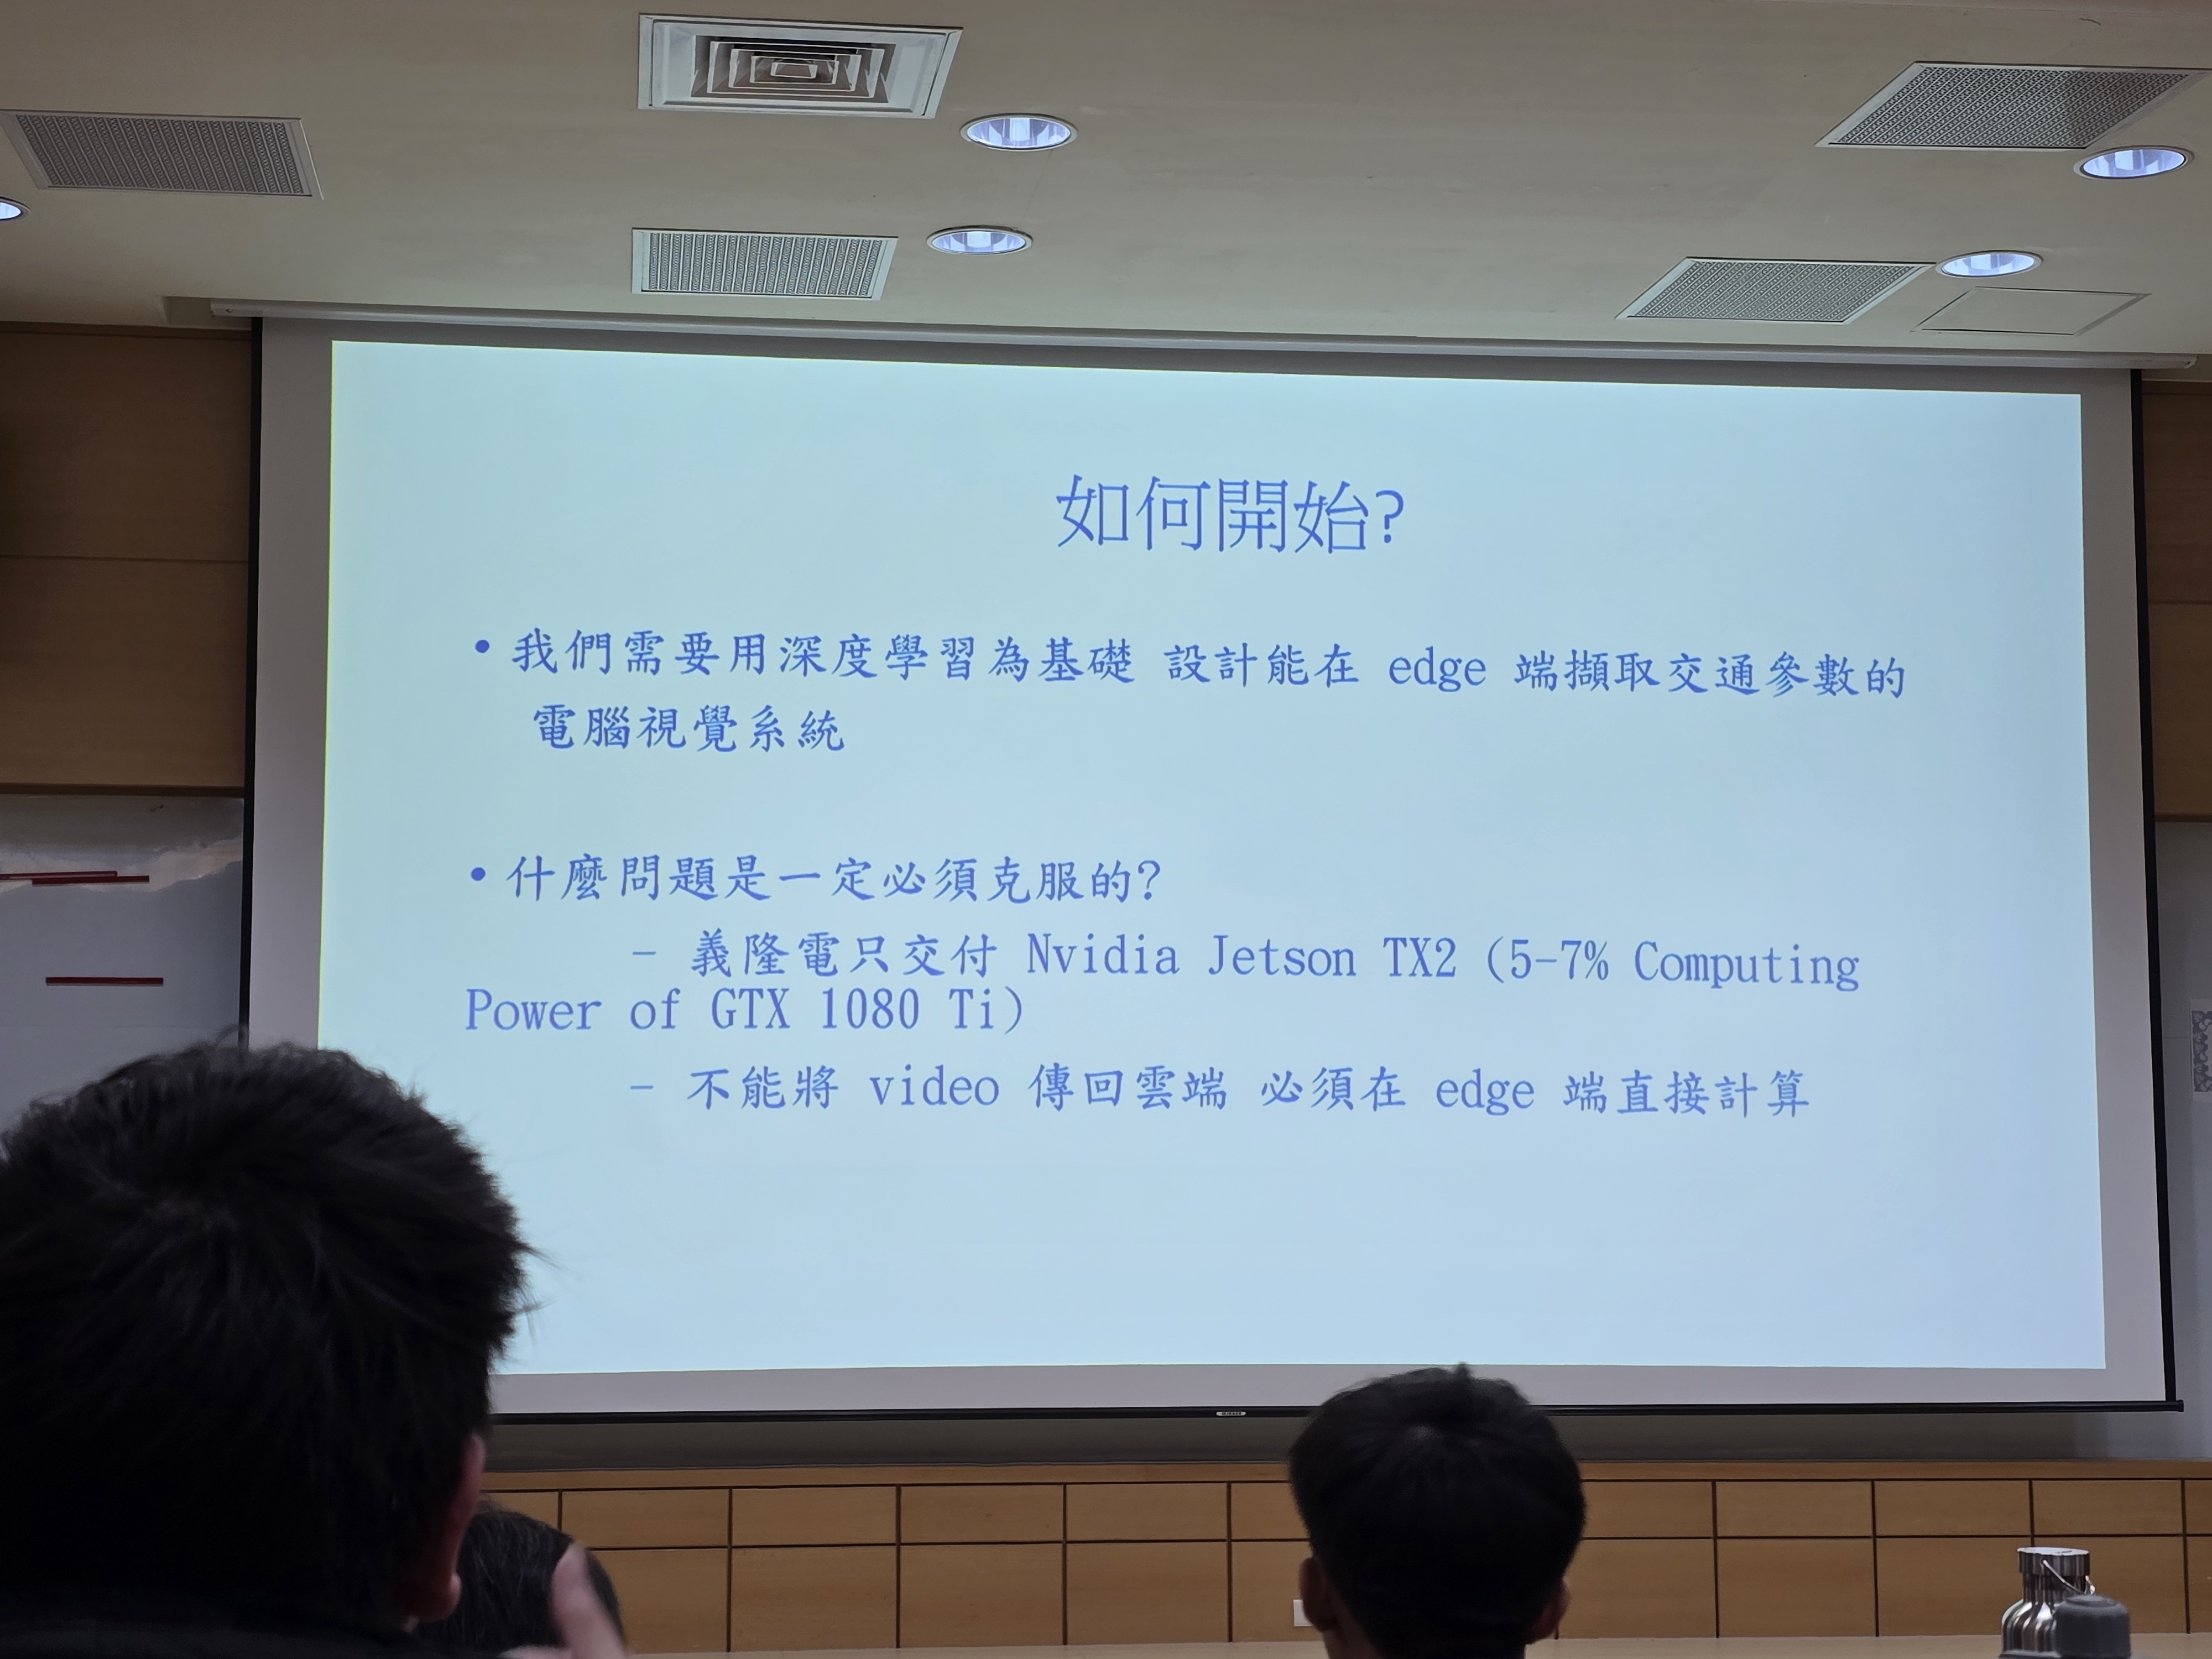 如何開始?
• 我們需要用深度學習為基礎 設計能在 edge 端擷取交通參數的
電腦視覺系統
• 什麼問題是一定必須克服的?
– 義隆電只交付 Nvidia Jetson TX2 (5-7% Computing
Power of GTX 1080 Ti)
– 不能將 video 傳回雲端 必須在 edge 端直接計算